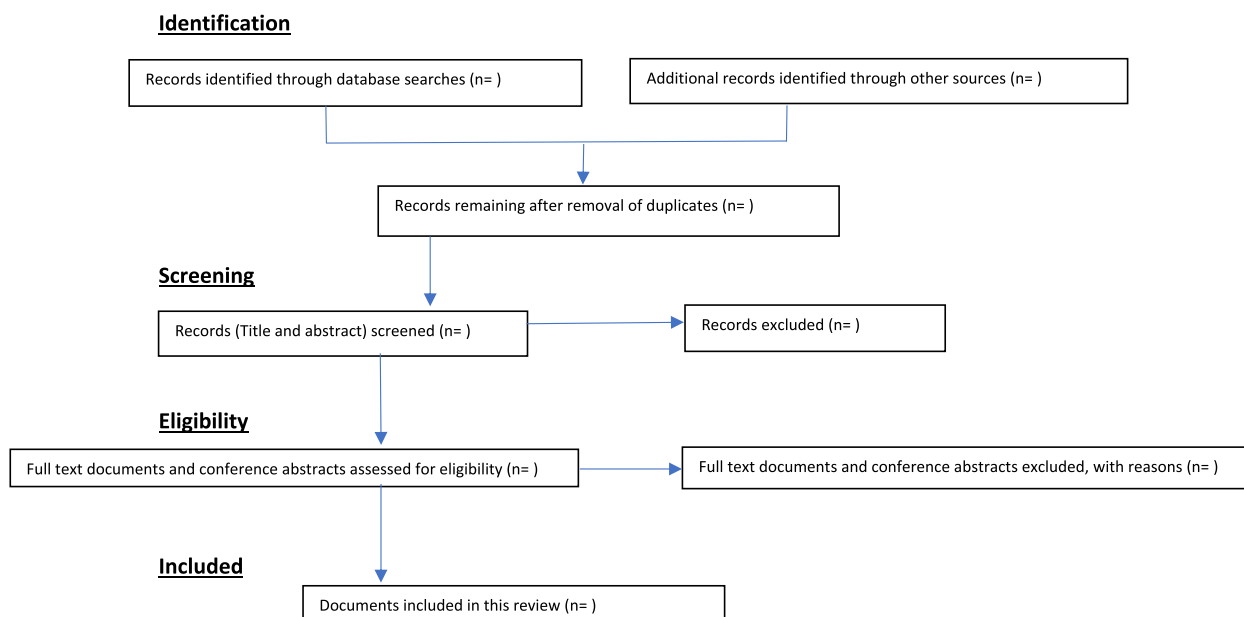 Identification
Records identified through database searches (n= )
Additional records identified through other sources (n= )
Records remaining after removal of duplicates (n= )
Screening
Records (Title and abstract) screened (n= )
Records excluded (n= )
Eligibility
Full text documents and conference abstracts assessed for eligibility (n= )
Full text documents and conference abstracts excluded, with reasons (n= )
Included
Documents included in this review (n= )